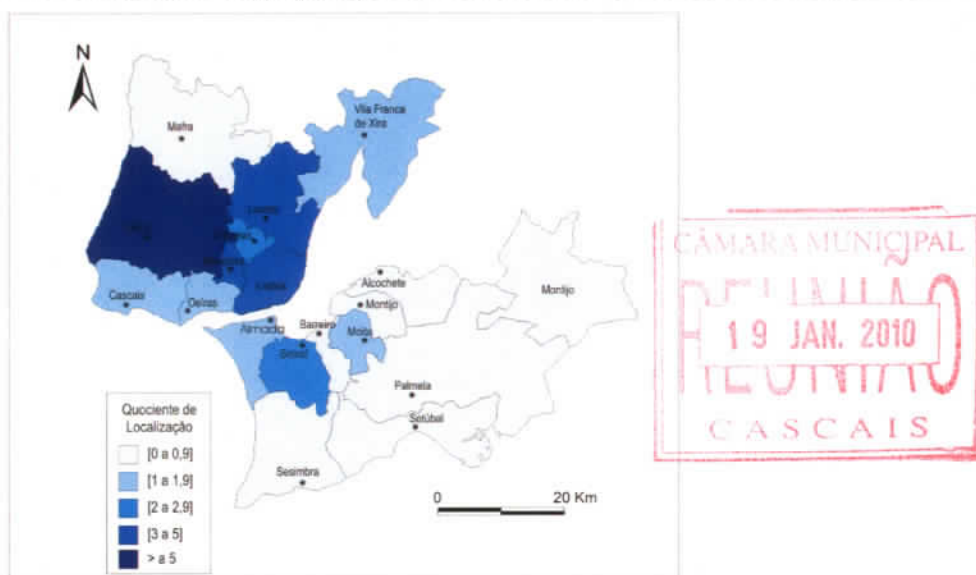 N
Vila Franca
de Xira
Mafra
Cascais
Oeiras
Alcochete
Montijo
Montijo
Almada
Barreiro
Moita
Seixal
Palmela
Setúbal
Sesimbra
Quociente de
Localização
[0 a 0,9]
[1 a 1,9]
[2 a 2,9]
[3 a 5]
> a 5
0 20 Km
CÂMARA MUNICIPAL
REUNIÃO
19 JAN. 2010
CASCAIS